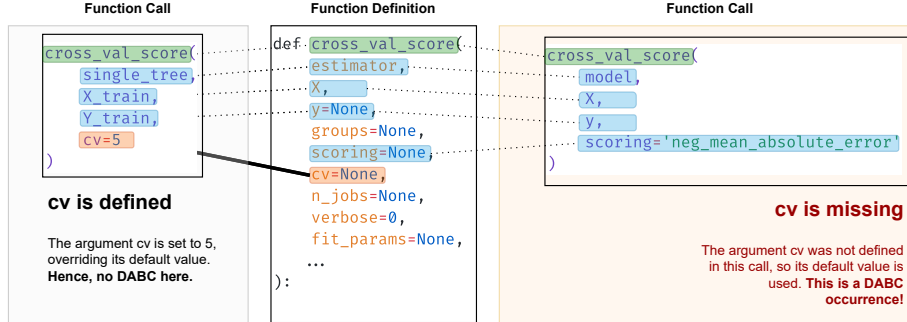 Function Call
cross_val_score(
single_tree,
X_train,
Y_train,
cv=5
)
cv is defined
The argument cv is set to 5,
overriding its default value.
Hence, no DABC here.
Function Definition
def cross_val_score(
estimator,
X,
y=None,
groups=None,
scoring=None,
cv=None,
n_jobs=None,
verbose=0,
fit_params=None,
...
):
Function Call
cross_val_score(
model,
X,
y,
scoring='neg_mean_absolute_error'
)
cv is missing
The argument cv was not defined
in this call, so its default value is
used. This is a DABC
occurrence!